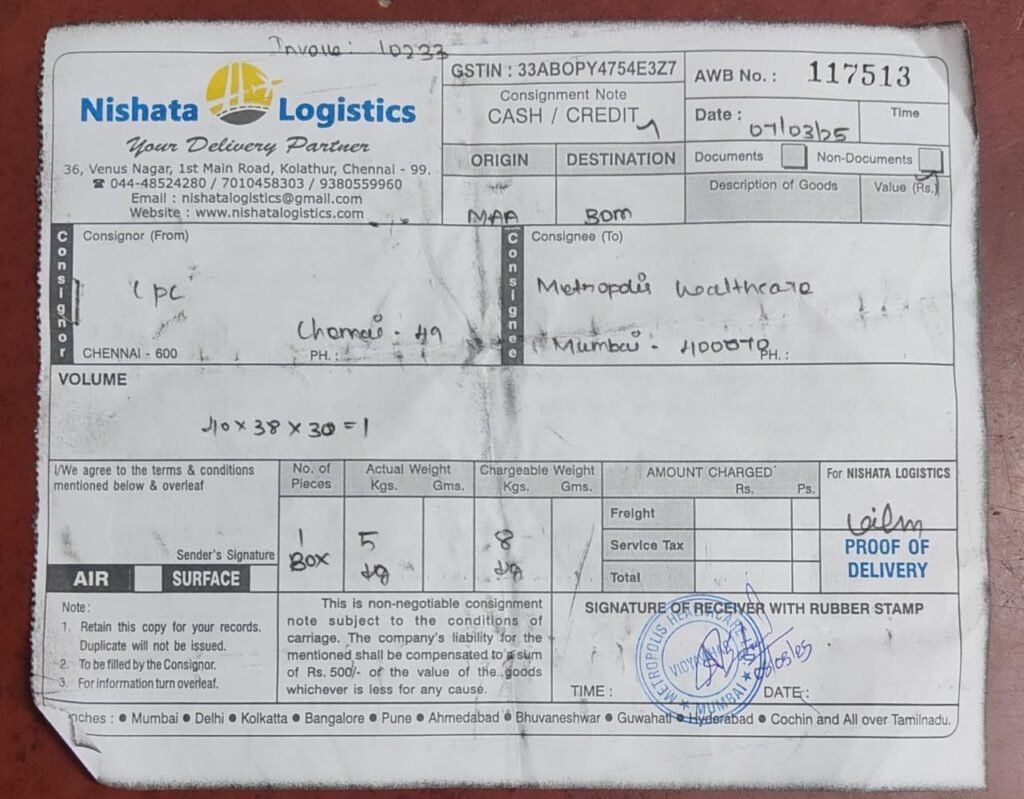 Invoice: 10233
Nishata Logistics
Your Delivery Partner
36, Venus Nagar, 1st Main Road, Kolathur, Chennai - 99.
☎ 044-48524280 / 7010458303 / 9380559960
Email : nishatalogistics@gmail.com
Website : www.nishatalogistics.com
GSTIN : 33ABOPY4754E3Z7
Consignment Note
CASH / CREDIT
AWB No. : 117513
Date : 07/03/25
Time
ORIGIN DESTINATION
MAA BOM
Documents Non-Documents
Description of Goods Value (Rs.)
Consignor
Consignor (From)
Chennai - 49
CHENNAI - 600 PH. :
Consignee
Consignee (To)
Metropolis healthcare
Mumbai - 400070
PH. :
VOLUME
40 x 38 x 30 = 1
I/We agree to the terms & conditions
mentioned below & overleaf
Sender's Signature
AIR SURFACE
No. of Pieces
1
BOX
Actual Weight
Kgs. Gms.
5
kg
Chargeable Weight
Kgs. Gms.
8
kg
AMOUNT CHARGED
Rs. Ps.
Freight
Service Tax
Total
For NISHATA LOGISTICS
PROOF OF
DELIVERY
Note :
1. Retain this copy for your records.
Duplicate will not be issued.
2. To be filled by the Consignor.
3. For information turn overleaf.
This is non-negotiable consignment
note subject to the conditions of
carriage. The company's liability for the
mentioned shall be compensated to a sum
of Rs. 500/- or the value of the goods
whichever is less for any cause.
SIGNATURE OF RECEIVER WITH RUBBER STAMP
METROPOLIS HEALTHCARE
MUMBAI
TIME : DATE :
nches : ● Mumbai ● Delhi ● Kolkatta ● Bangalore ● Pune ● Ahmedabad ● Bhuvaneshwar ● Guwahati ● Hyderabad ● Cochin and All over Tamilnadu.